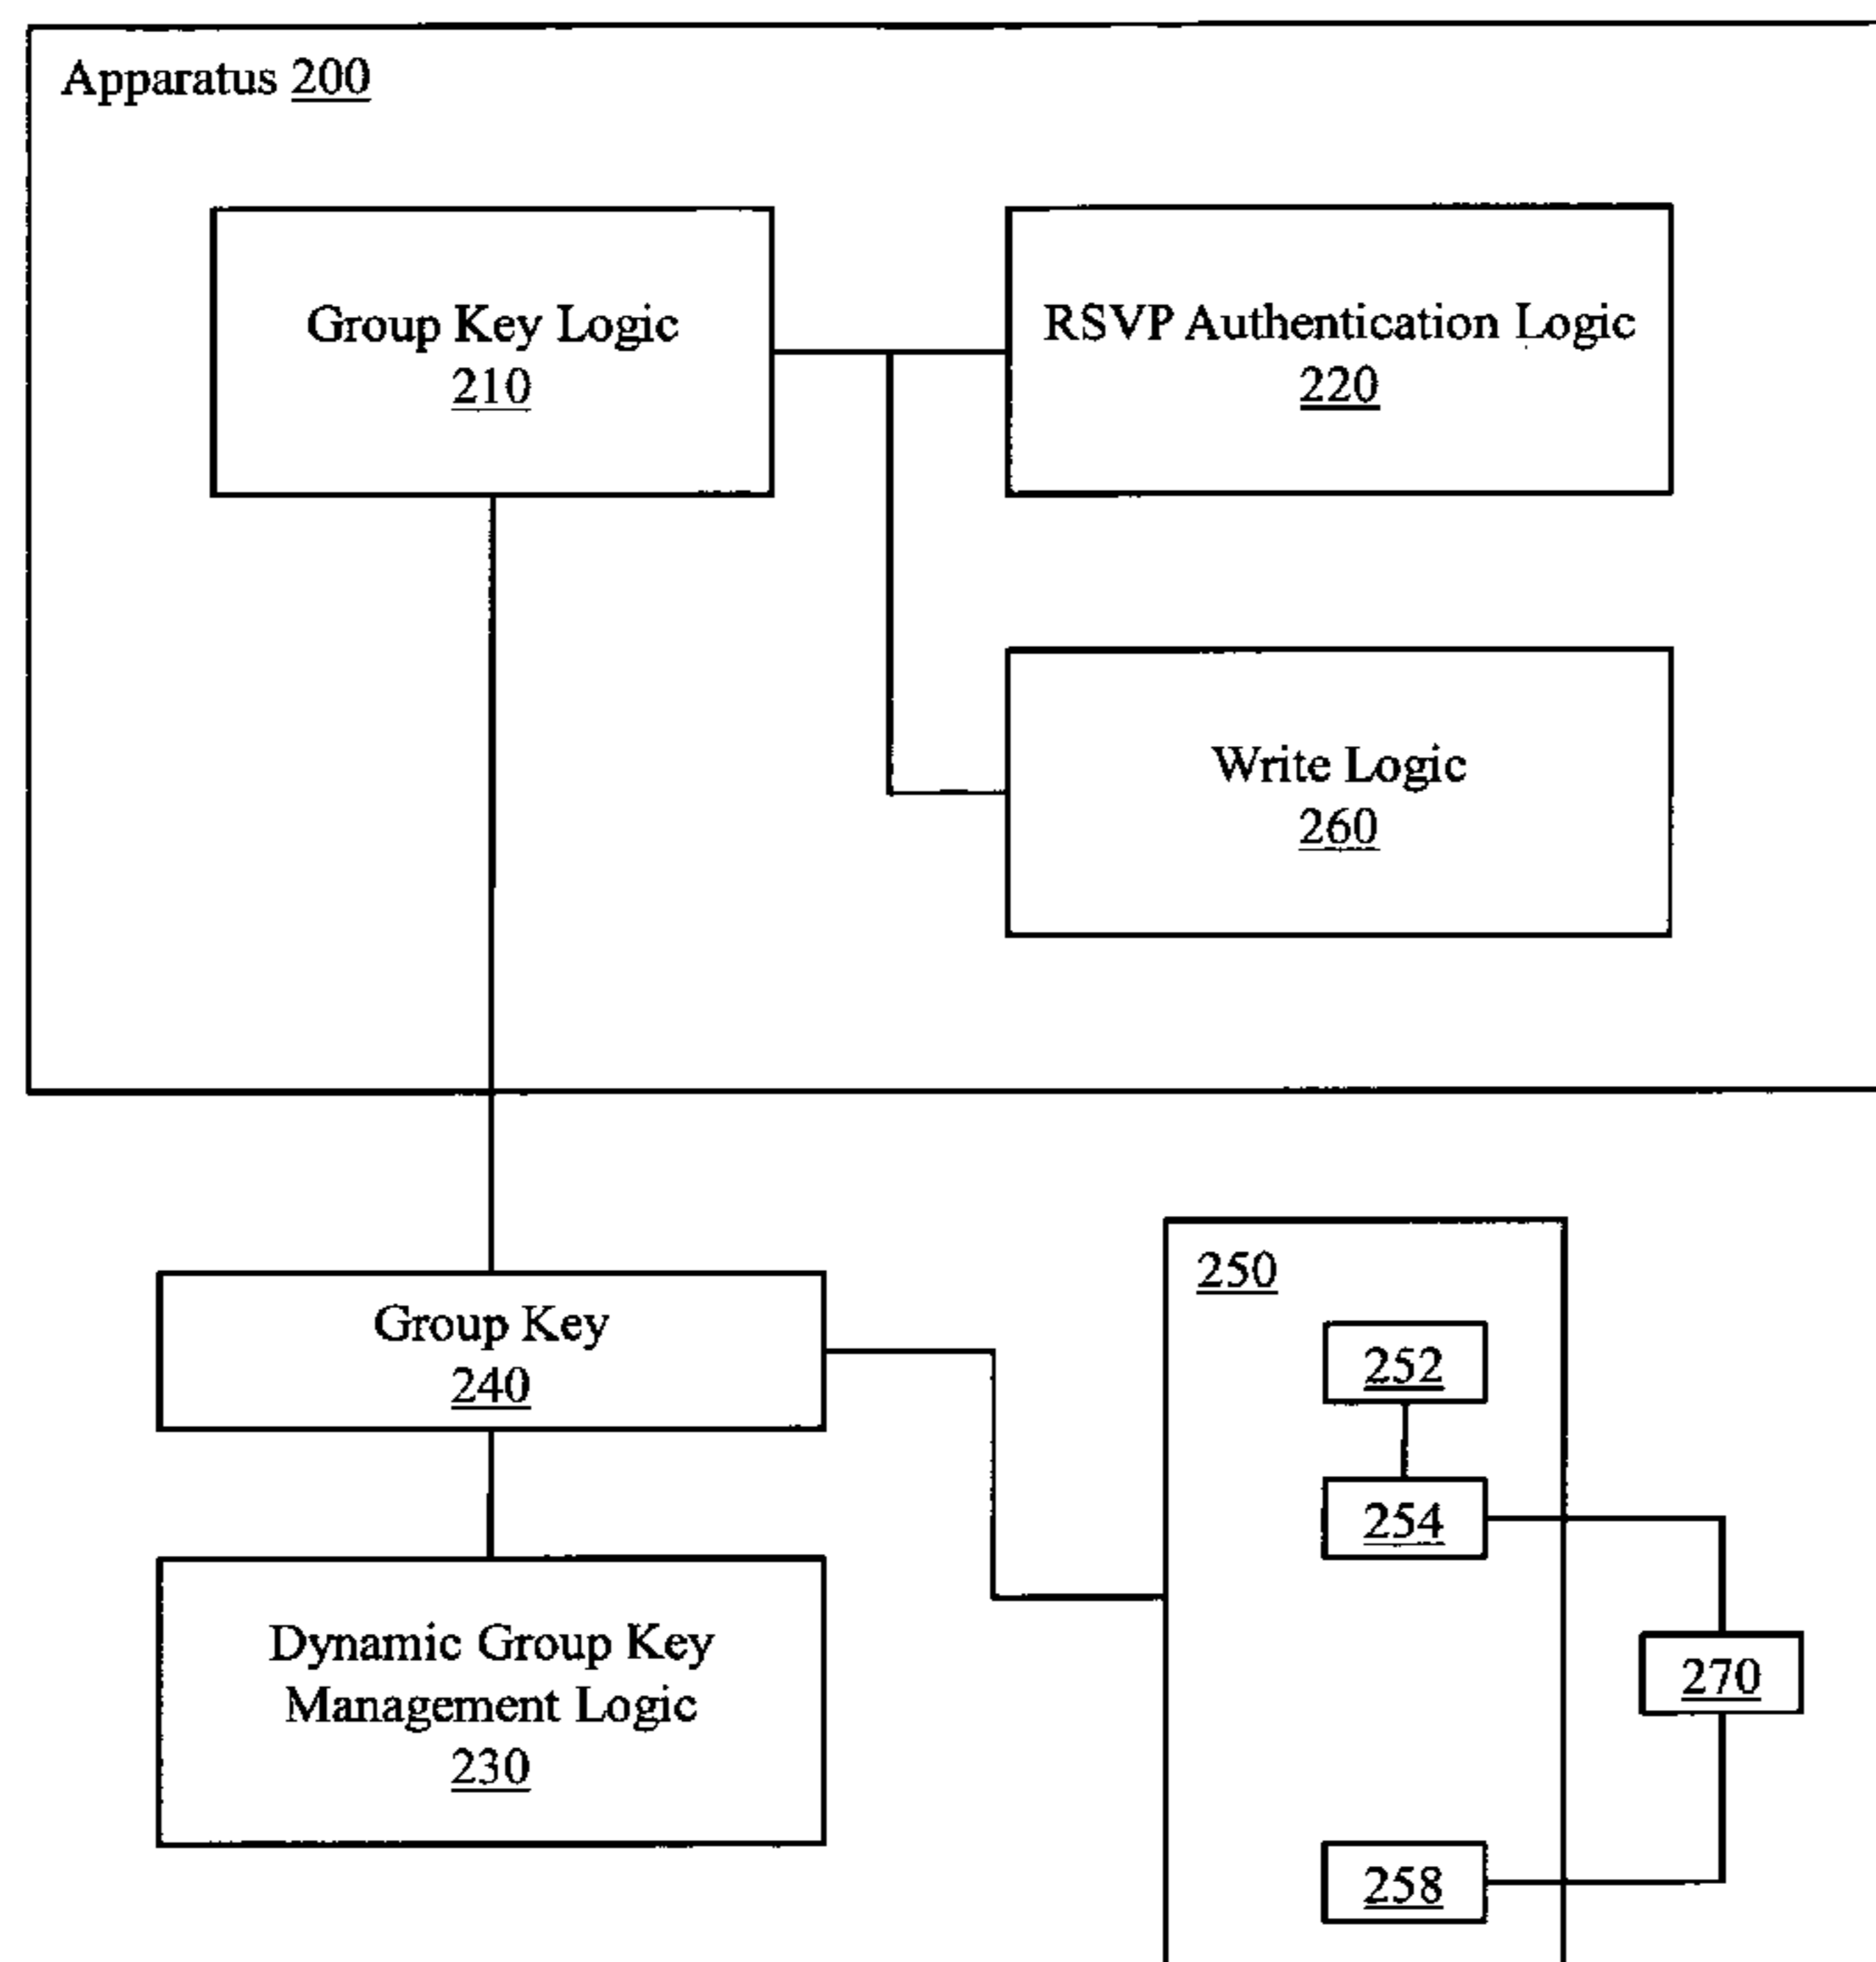 Apparatus 200
Group Key Logic
210
RSVP Authentication Logic
220
Write Logic
260
Group Key
240
Dynamic Group Key
Management Logic
230
250
252
254
270
258